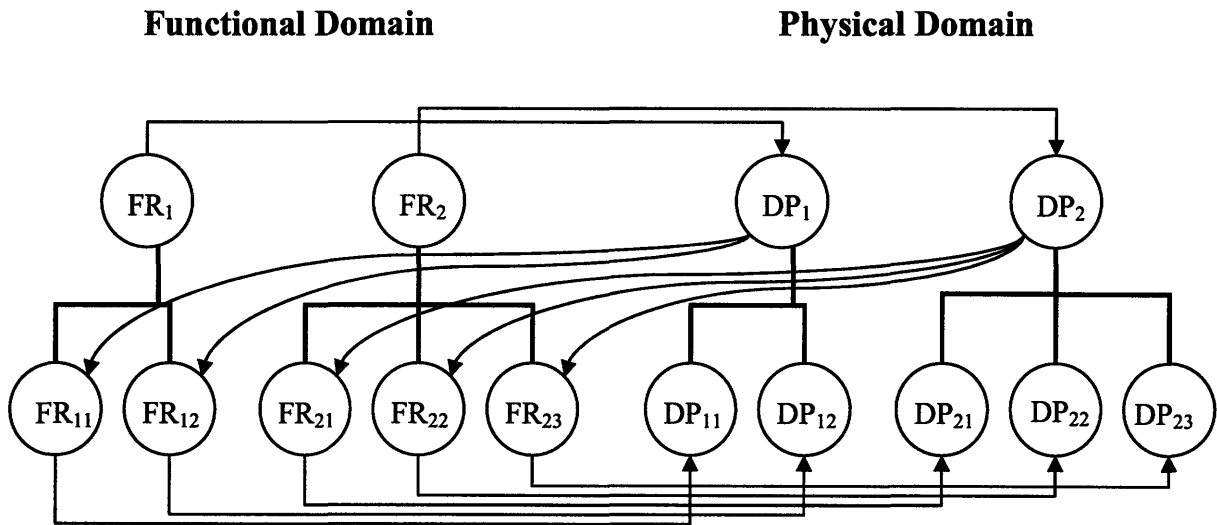 Functional Domain Physical Domain
FR₁ FR₂ DP₁ DP₂
FR₁₁ FR₁₂ FR₂₁ FR₂₂ FR₂₃ DP₁₁ DP₁₂ DP₂₁ DP₂₂ DP₂₃